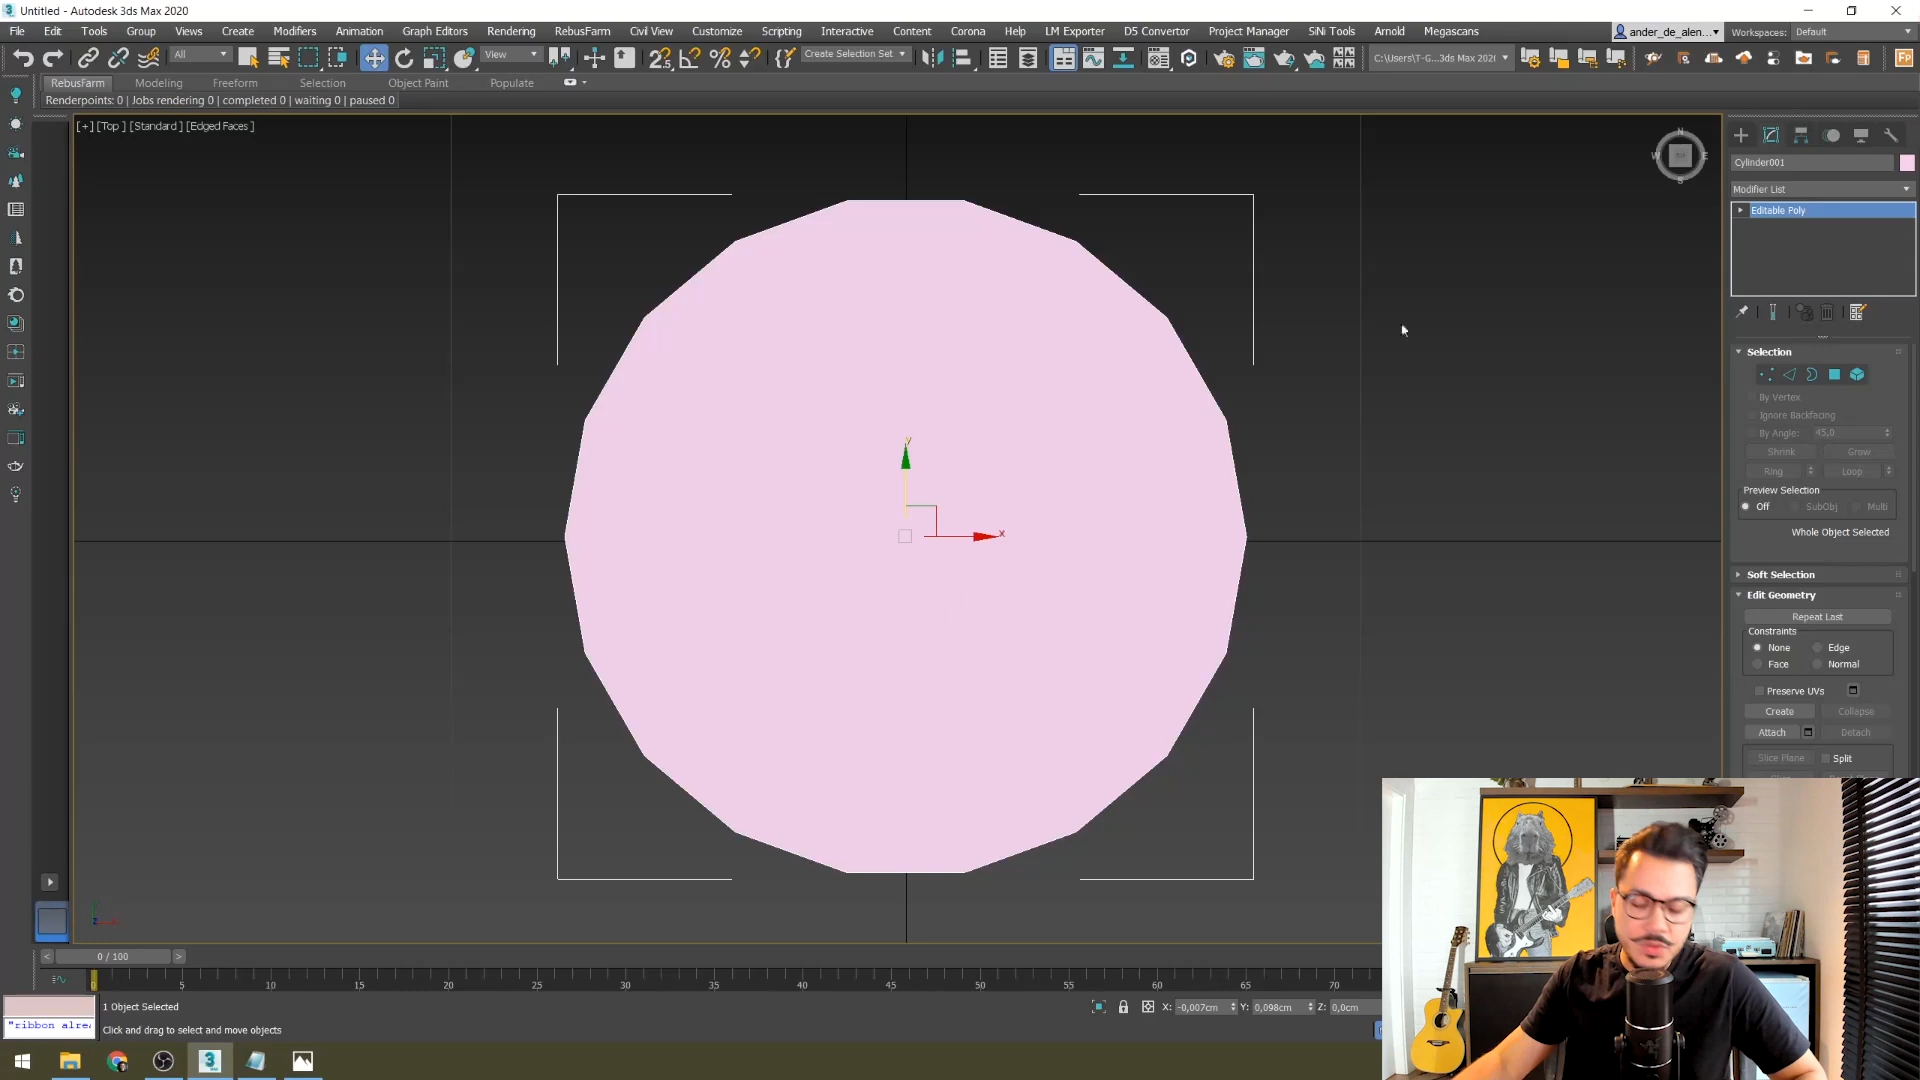 Untitled - Autodesk 3ds Max 2020
File Edit Tools Group Views Create Modifiers Animation Graph Editors Rendering RebusFarm Civil View Customize Scripting Interactive Content Corona Help LM Exporter D5 Convertor Project Manager SiNi Tools Arnold Megascans
ander_de_alen... Workspaces: Default
All View Create Selection Set C:\Users\T-G...3ds Max 202(
RebusFarm Modeling Freeform Selection Object Paint Populate
Renderpoints: 0 | Jobs rendering 0 | completed 0 | waiting 0 | paused 0
[+] [Top ] [Standard ] [Edged Faces ]
N
W E
S
Cylinder001
Modifier List
Editable Poly
Selection
By Vertex
Ignore Backfacing
By Angle: 45,0
Shrink Grow
Ring Loop
Preview Selection
Off SubObj Multi
Whole Object Selected
Soft Selection
Edit Geometry
Repeat Last
Constraints
None Edge
Face Normal
Preserve UVs
Create Collapse
Attach Detach
Slice Plane Split
y
x
< 0 / 100 >
0 5 10 15 20 25 30 35 40 45 50 55 60 65 70
1 Object Selected
X: -0,007cm Y: 0,098cm Z: 0,0cm
"ribbon alrea
Click and drag to select and move objects